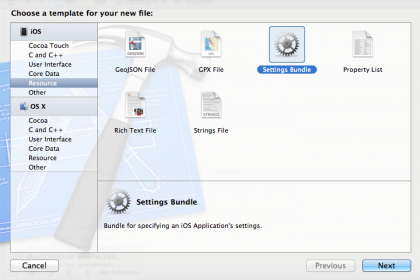 Choose a template for your new file:
iOS
Cocoa Touch
C and C++
User Interface
Core Data
Resource
Other
OS X
Cocoa
C and C++
User Interface
Core Data
Resource
Other
GEOJSON
GeoJSON File
GPX File
Settings Bundle
Property List
Rich Text File
STRINGS
Strings File
Settings Bundle
Bundle for specifying an iOS Application's settings.
Cancel
Previous
Next